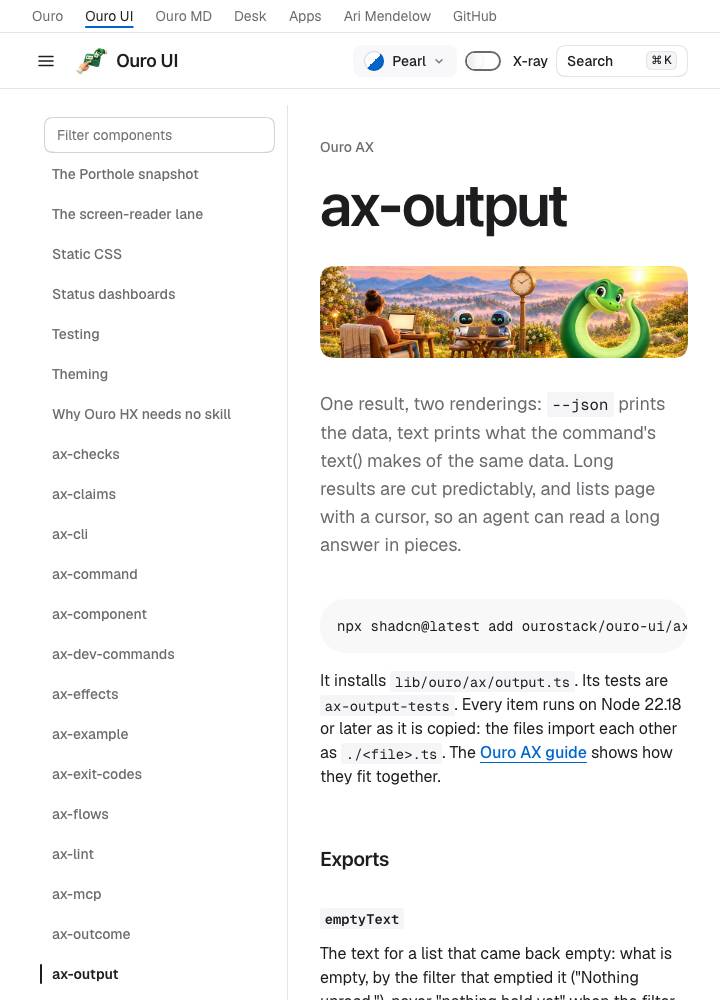 Ouro Ouro UI Ouro MD Desk Apps Ari Mendelow GitHub
Ouro UI Pearl X-ray Search ⌘ K
Filter components
The Porthole snapshot
The screen-reader lane
Static CSS
Status dashboards
Testing
Theming
Why Ouro HX needs no skill
ax-checks
ax-claims
ax-cli
ax-command
ax-component
ax-dev-commands
ax-effects
ax-example
ax-exit-codes
ax-flows
ax-lint
ax-mcp
ax-outcome
ax-output
Ouro AX
ax-output
One result, two renderings: --json prints
the data, text prints what the command's
text() makes of the same data. Long
results are cut predictably, and lists page
with a cursor, so an agent can read a long
answer in pieces.
npx shadcn@latest add ourostack/ouro-ui/ax
It installs lib/ouro/ax/output.ts. Its tests are
ax-output-tests. Every item runs on Node 22.18
or later as it is copied: the files import each other
as ./<file>.ts. The Ouro AX guide shows how
they fit together.
Exports
emptyText
The text for a list that came back empty: what is
empty, by the filter that emptied it ("Nothing